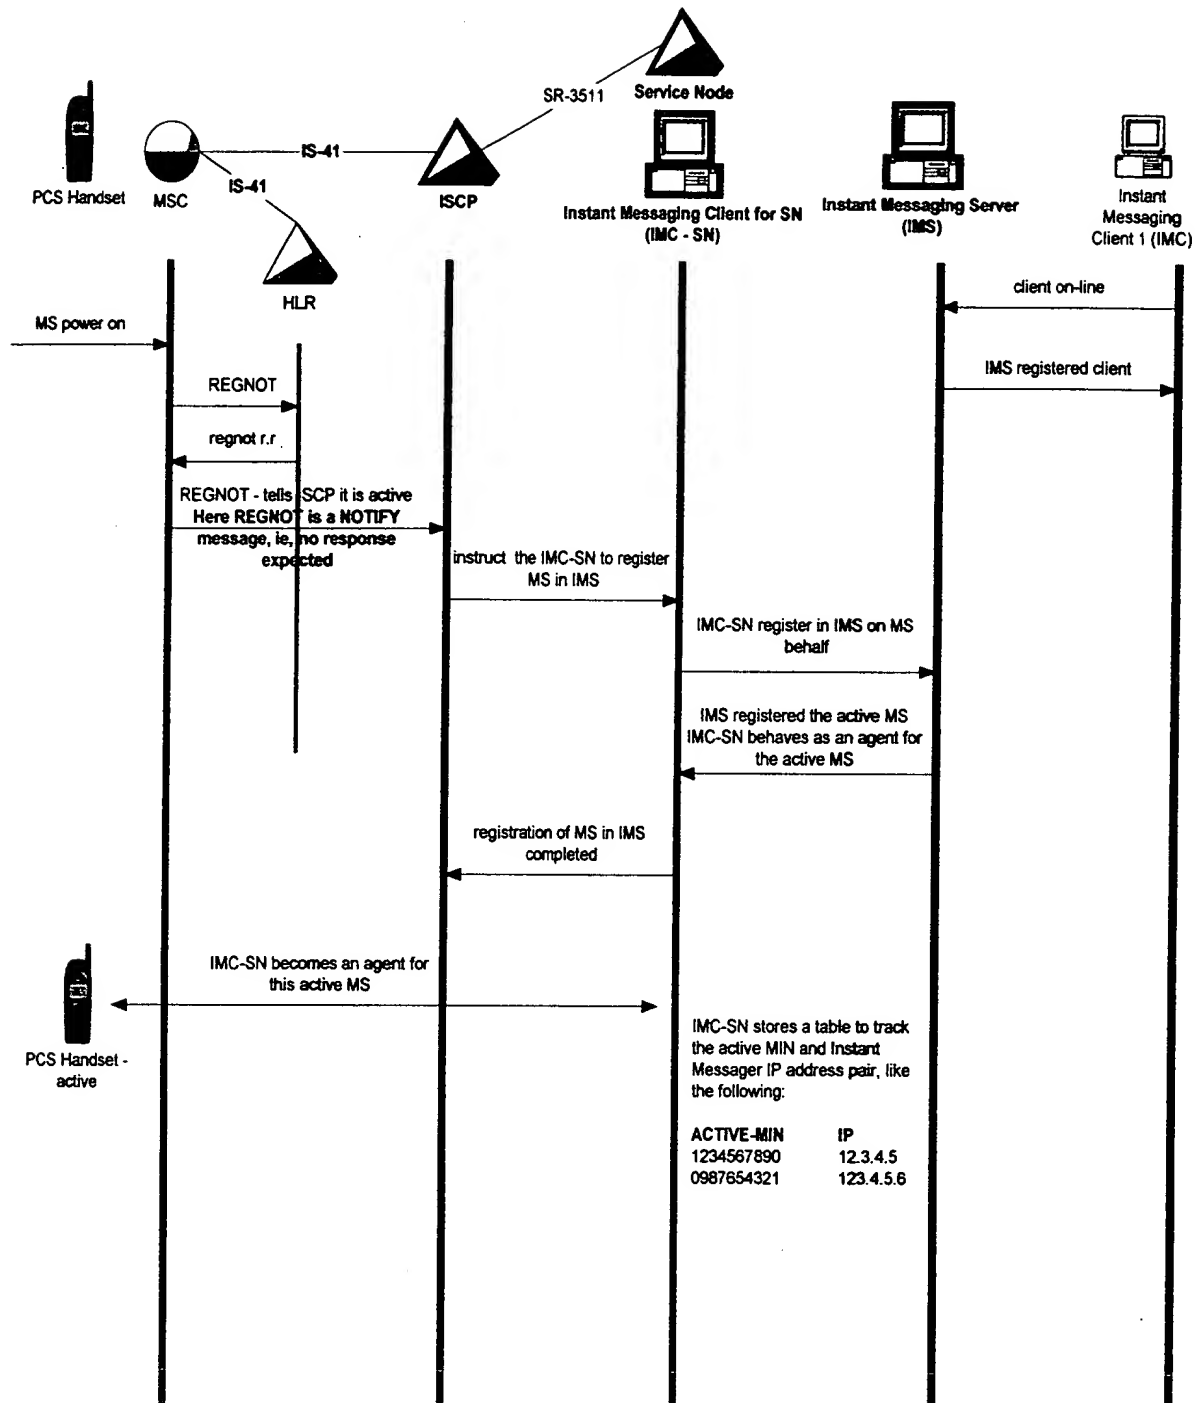 SR-3511
Service Node
IS-41
IS-41
PCS Handset
MSC
ISCP
HLR
Instant Messaging Client for SN
(IMC - SN)
Instant Messaging Server
(IMS)
Instant
Messaging
Client 1 (IMC)
client on-line
MS power on
IMS registered client
REGNOT
regnot r.r
REGNOT - tells ISCP it is active
Here REGNOT is a NOTIFY
message, ie, no response
expected
instruct the IMC-SN to register
MS in IMS
IMC-SN register in IMS on MS
behalf
IMS registered the active MS
IMC-SN behaves as an agent for
the active MS
registration of MS in IMS
completed
IMC-SN becomes an agent for
this active MS
PCS Handset -
active
IMC-SN stores a table to track
the active MIN and Instant
Messager IP address pair, like
the following:
ACTIVE-MIN IP
1234567890 12.3.4.5
0987654321 123.4.5.6